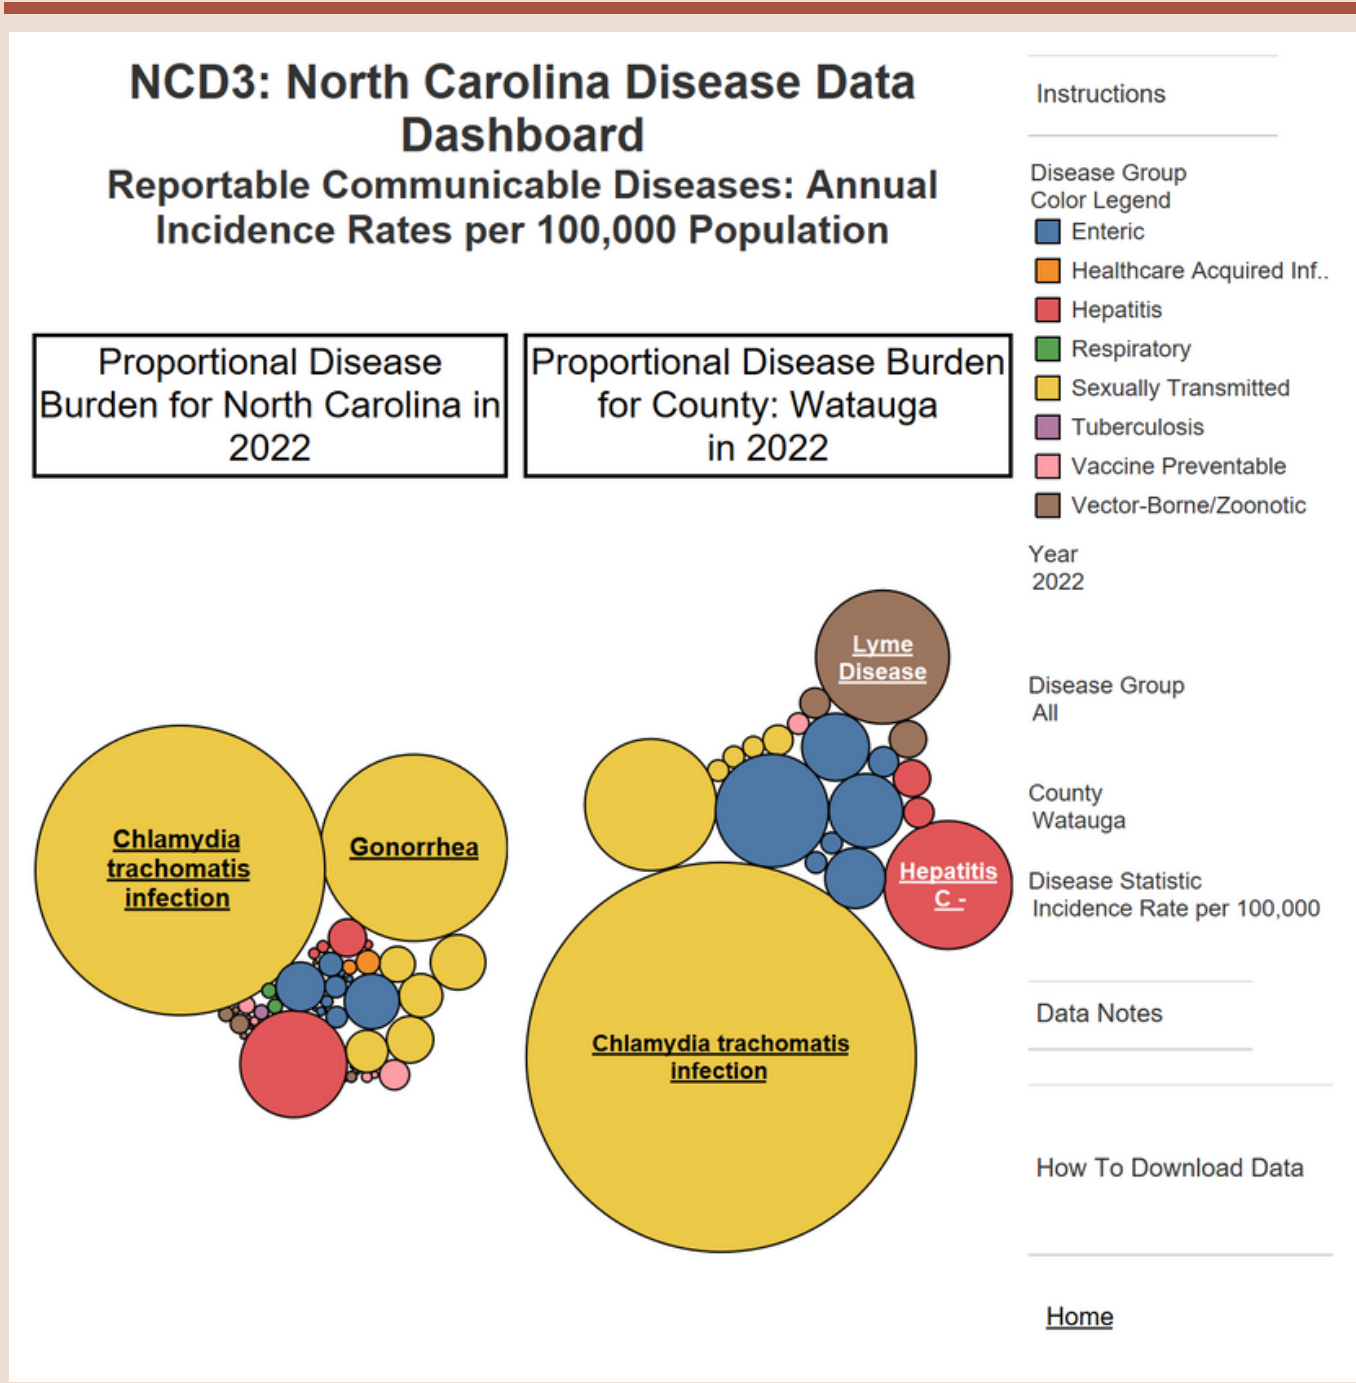 NCD3: North Carolina Disease Data
Dashboard
Reportable Communicable Diseases: Annual
Incidence Rates per 100,000 Population
Proportional Disease
Burden for North Carolina in
2022
Proportional Disease Burden
for County: Watauga
in 2022
Chlamydia
trachomatis
infection
Gonorrhea
Lyme
Disease
Hepatitis
C -
Chlamydia trachomatis
infection
Instructions
Disease Group
Color Legend
Enteric
Healthcare Acquired Inf..
Hepatitis
Respiratory
Sexually Transmitted
Tuberculosis
Vaccine Preventable
Vector-Borne/Zoonotic
Year
2022
Disease Group
All
County
Watauga
Disease Statistic
Incidence Rate per 100,000
Data Notes
How To Download Data
Home